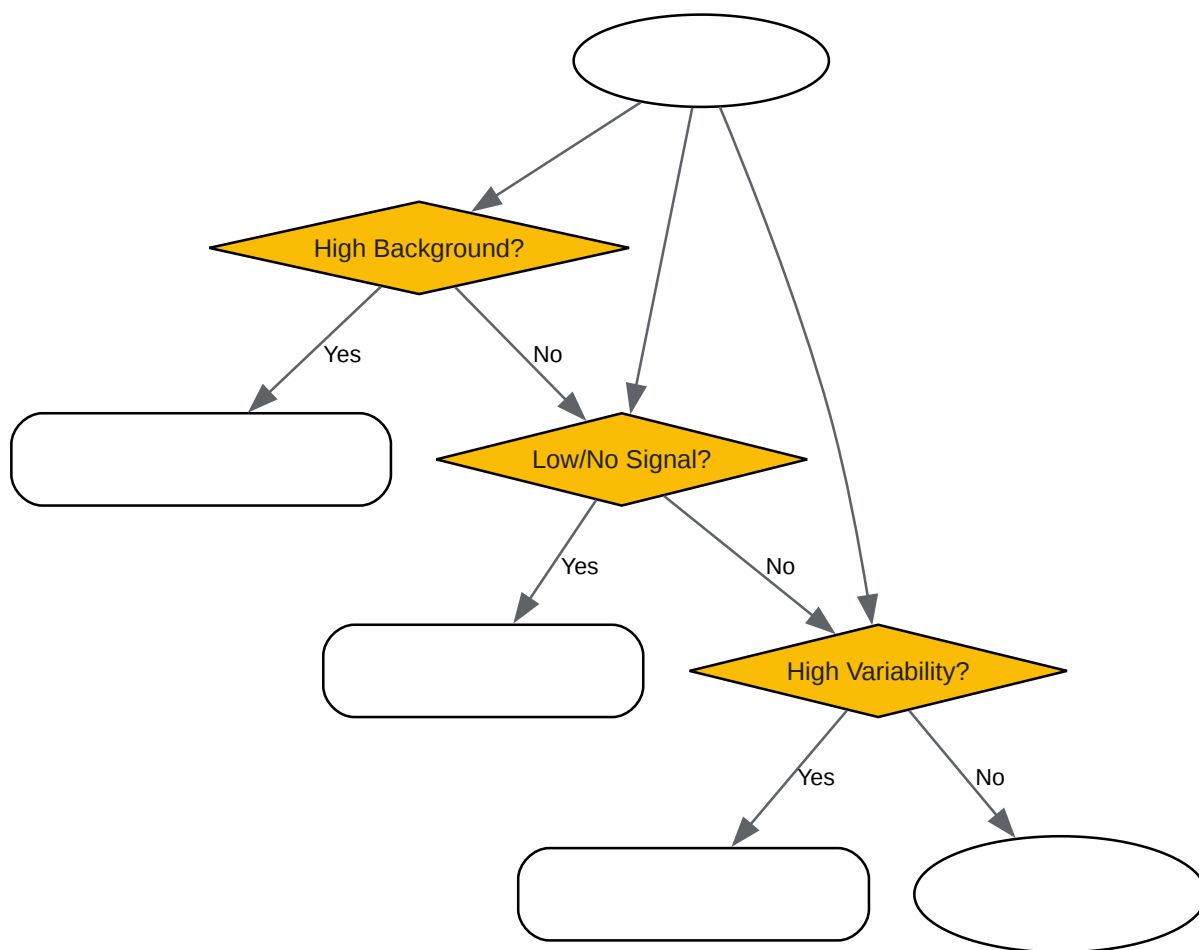 High Background?
Yes
No
Low/No Signal?
Yes
No
High Variability?
Yes
No